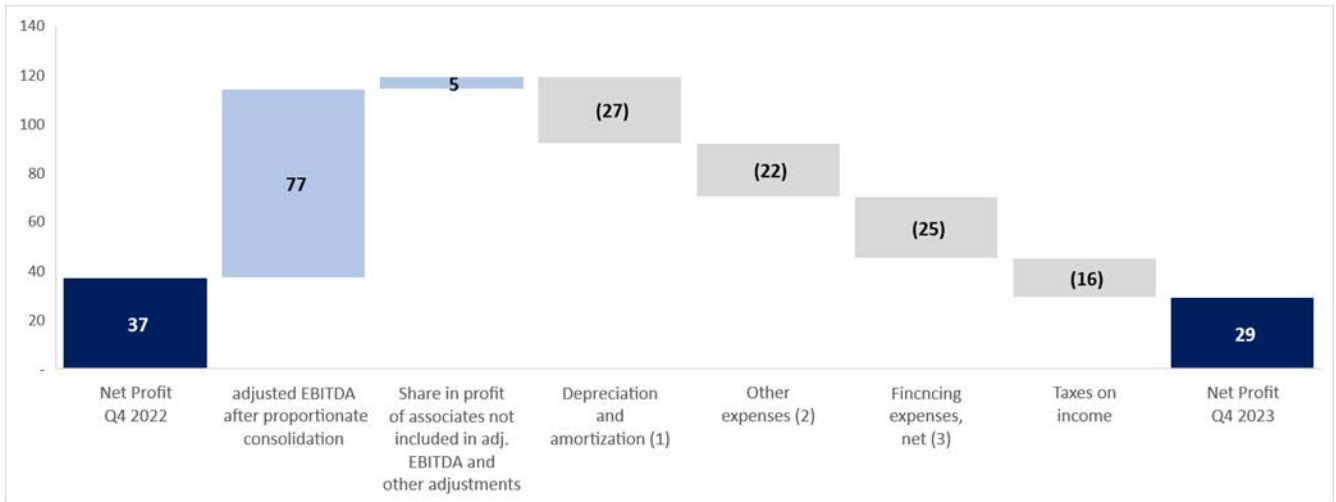 140
120
100
80
60
40
20
-
37
77
5
(27)
(22)
(25)
(16)
29
Net Profit
Q4 2022
adjusted EBITDA
after proportionate
consolidation
Share in profit
of associates not
included in adj.
EBITDA and
other adjustments
Depreciation
and
amortization (1)
Other
expenses (2)
Fincncing
expenses,
net (3)
Taxes on
income
Net Profit
Q4 2023